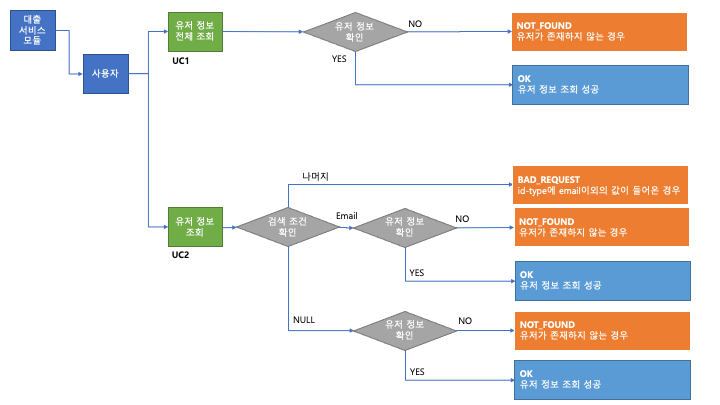 대출
서비스
모듈
사용자
유저 정보
전체 조회
UC1
유저 정보
확인
NO
YES
NOT_FOUND
유저가 존재하지 않는 경우
OK
유저 정보 조회 성공
유저 정보
조회
UC2
검색 조건
확인
나머지
BAD_REQUEST
id-type에 email이외의 값이 들어온 경우
Email
유저 정보
확인
NO
YES
NOT_FOUND
유저가 존재하지 않는 경우
OK
유저 정보 조회 성공
NULL
유저 정보
확인
NO
YES
NOT_FOUND
유저가 존재하지 않는 경우
OK
유저 정보 조회 성공